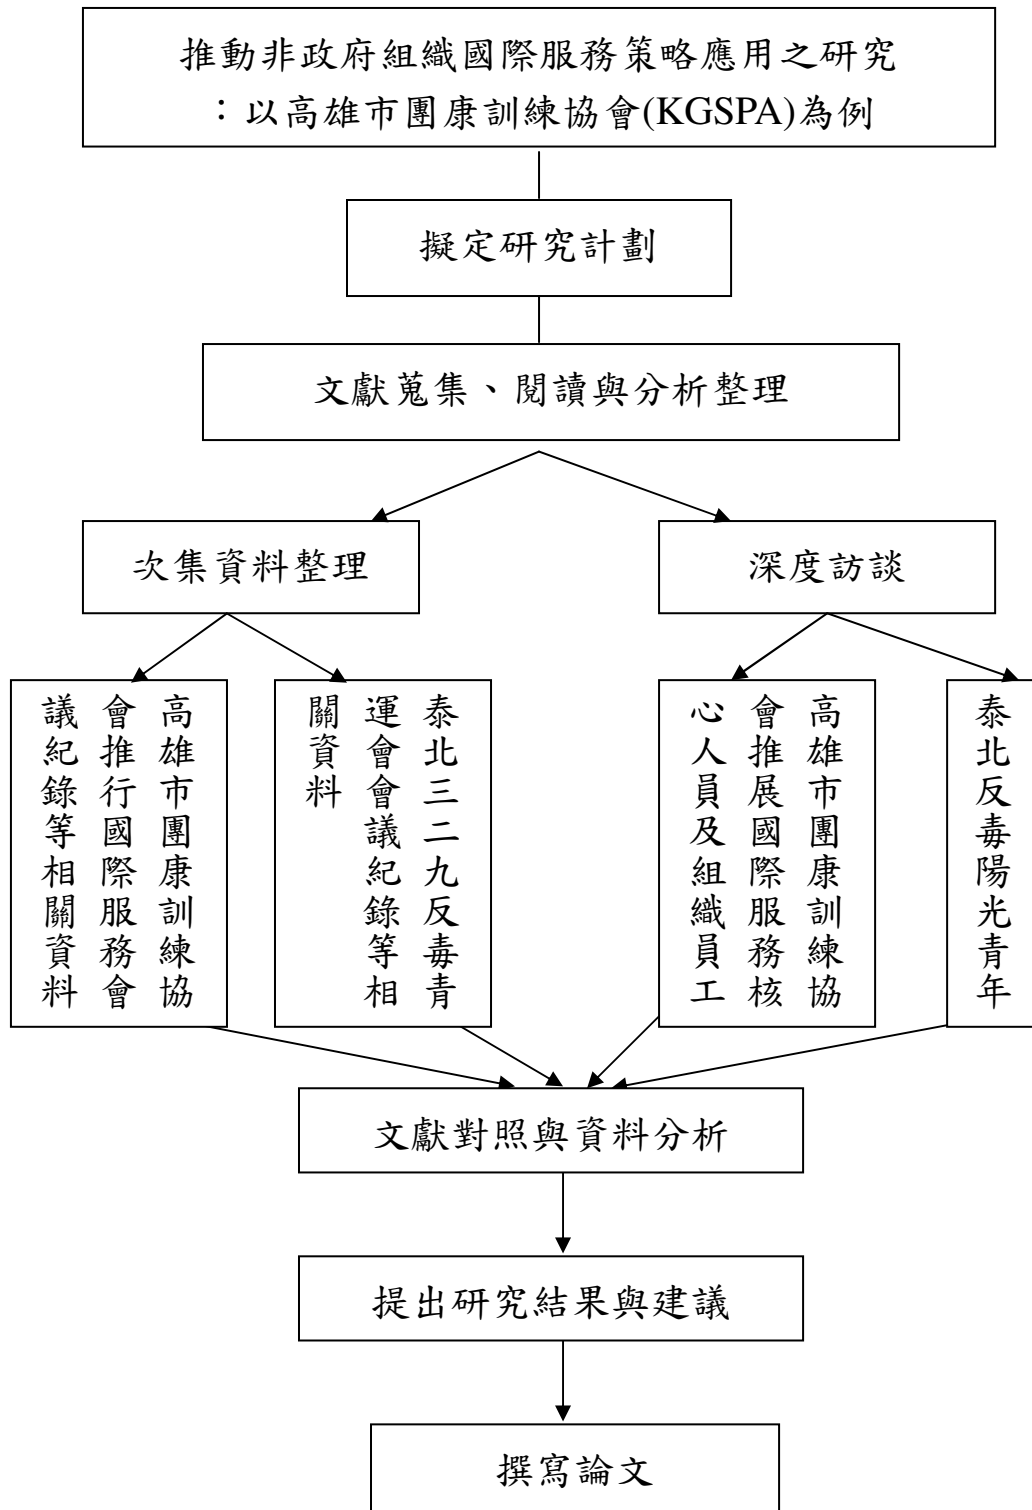 推動非政府組織國際服務策略應用之研究
：以高雄市團康訓練協會(KGSPA)為例
擬定研究計劃
文獻蒐集、閱讀與分析整理
次集資料整理
深度訪談
高雄市團康訓練協
會推行國際服務會
議紀錄等相關資料
泰北三二九反毒青
運會會議紀錄等相
關資料
高雄市團康訓練協
會推展國際服務核
心人員及組織員工
泰北反毒陽光青年
文獻對照與資料分析
提出研究結果與建議
撰寫論文